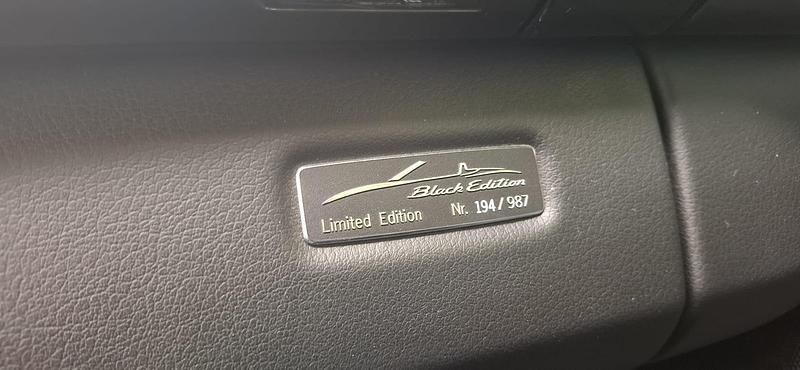 Black Edition
Limited Edition Nr. 194 / 987